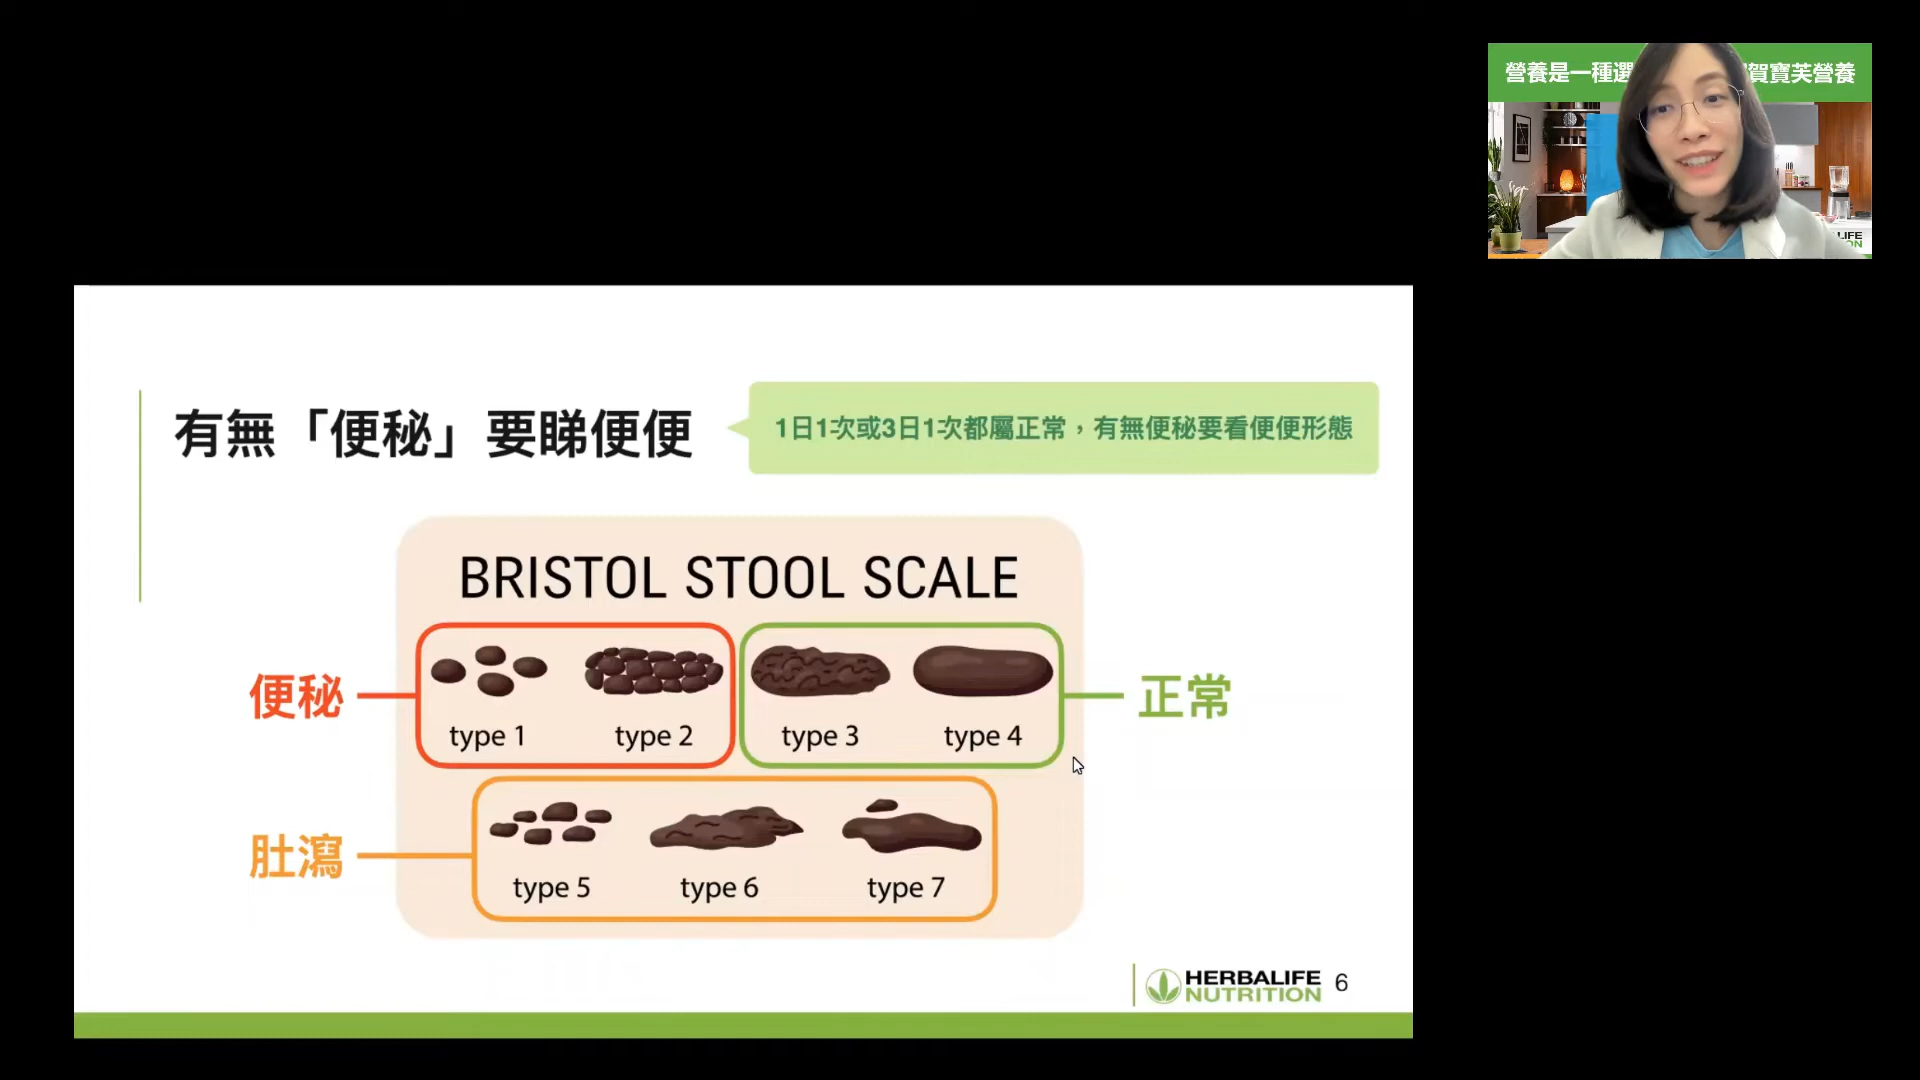 營養是一種選
賀寶芙營養
LIFE
ON
有無「便秘」要睇便便
1日1次或3日1次都屬正常，有無便秘要看便便形態
BRISTOL STOOL SCALE
便秘
type 1
type 2
type 3
type 4
正常
肚瀉
type 5
type 6
type 7
HERBALIFE
NUTRITION
6